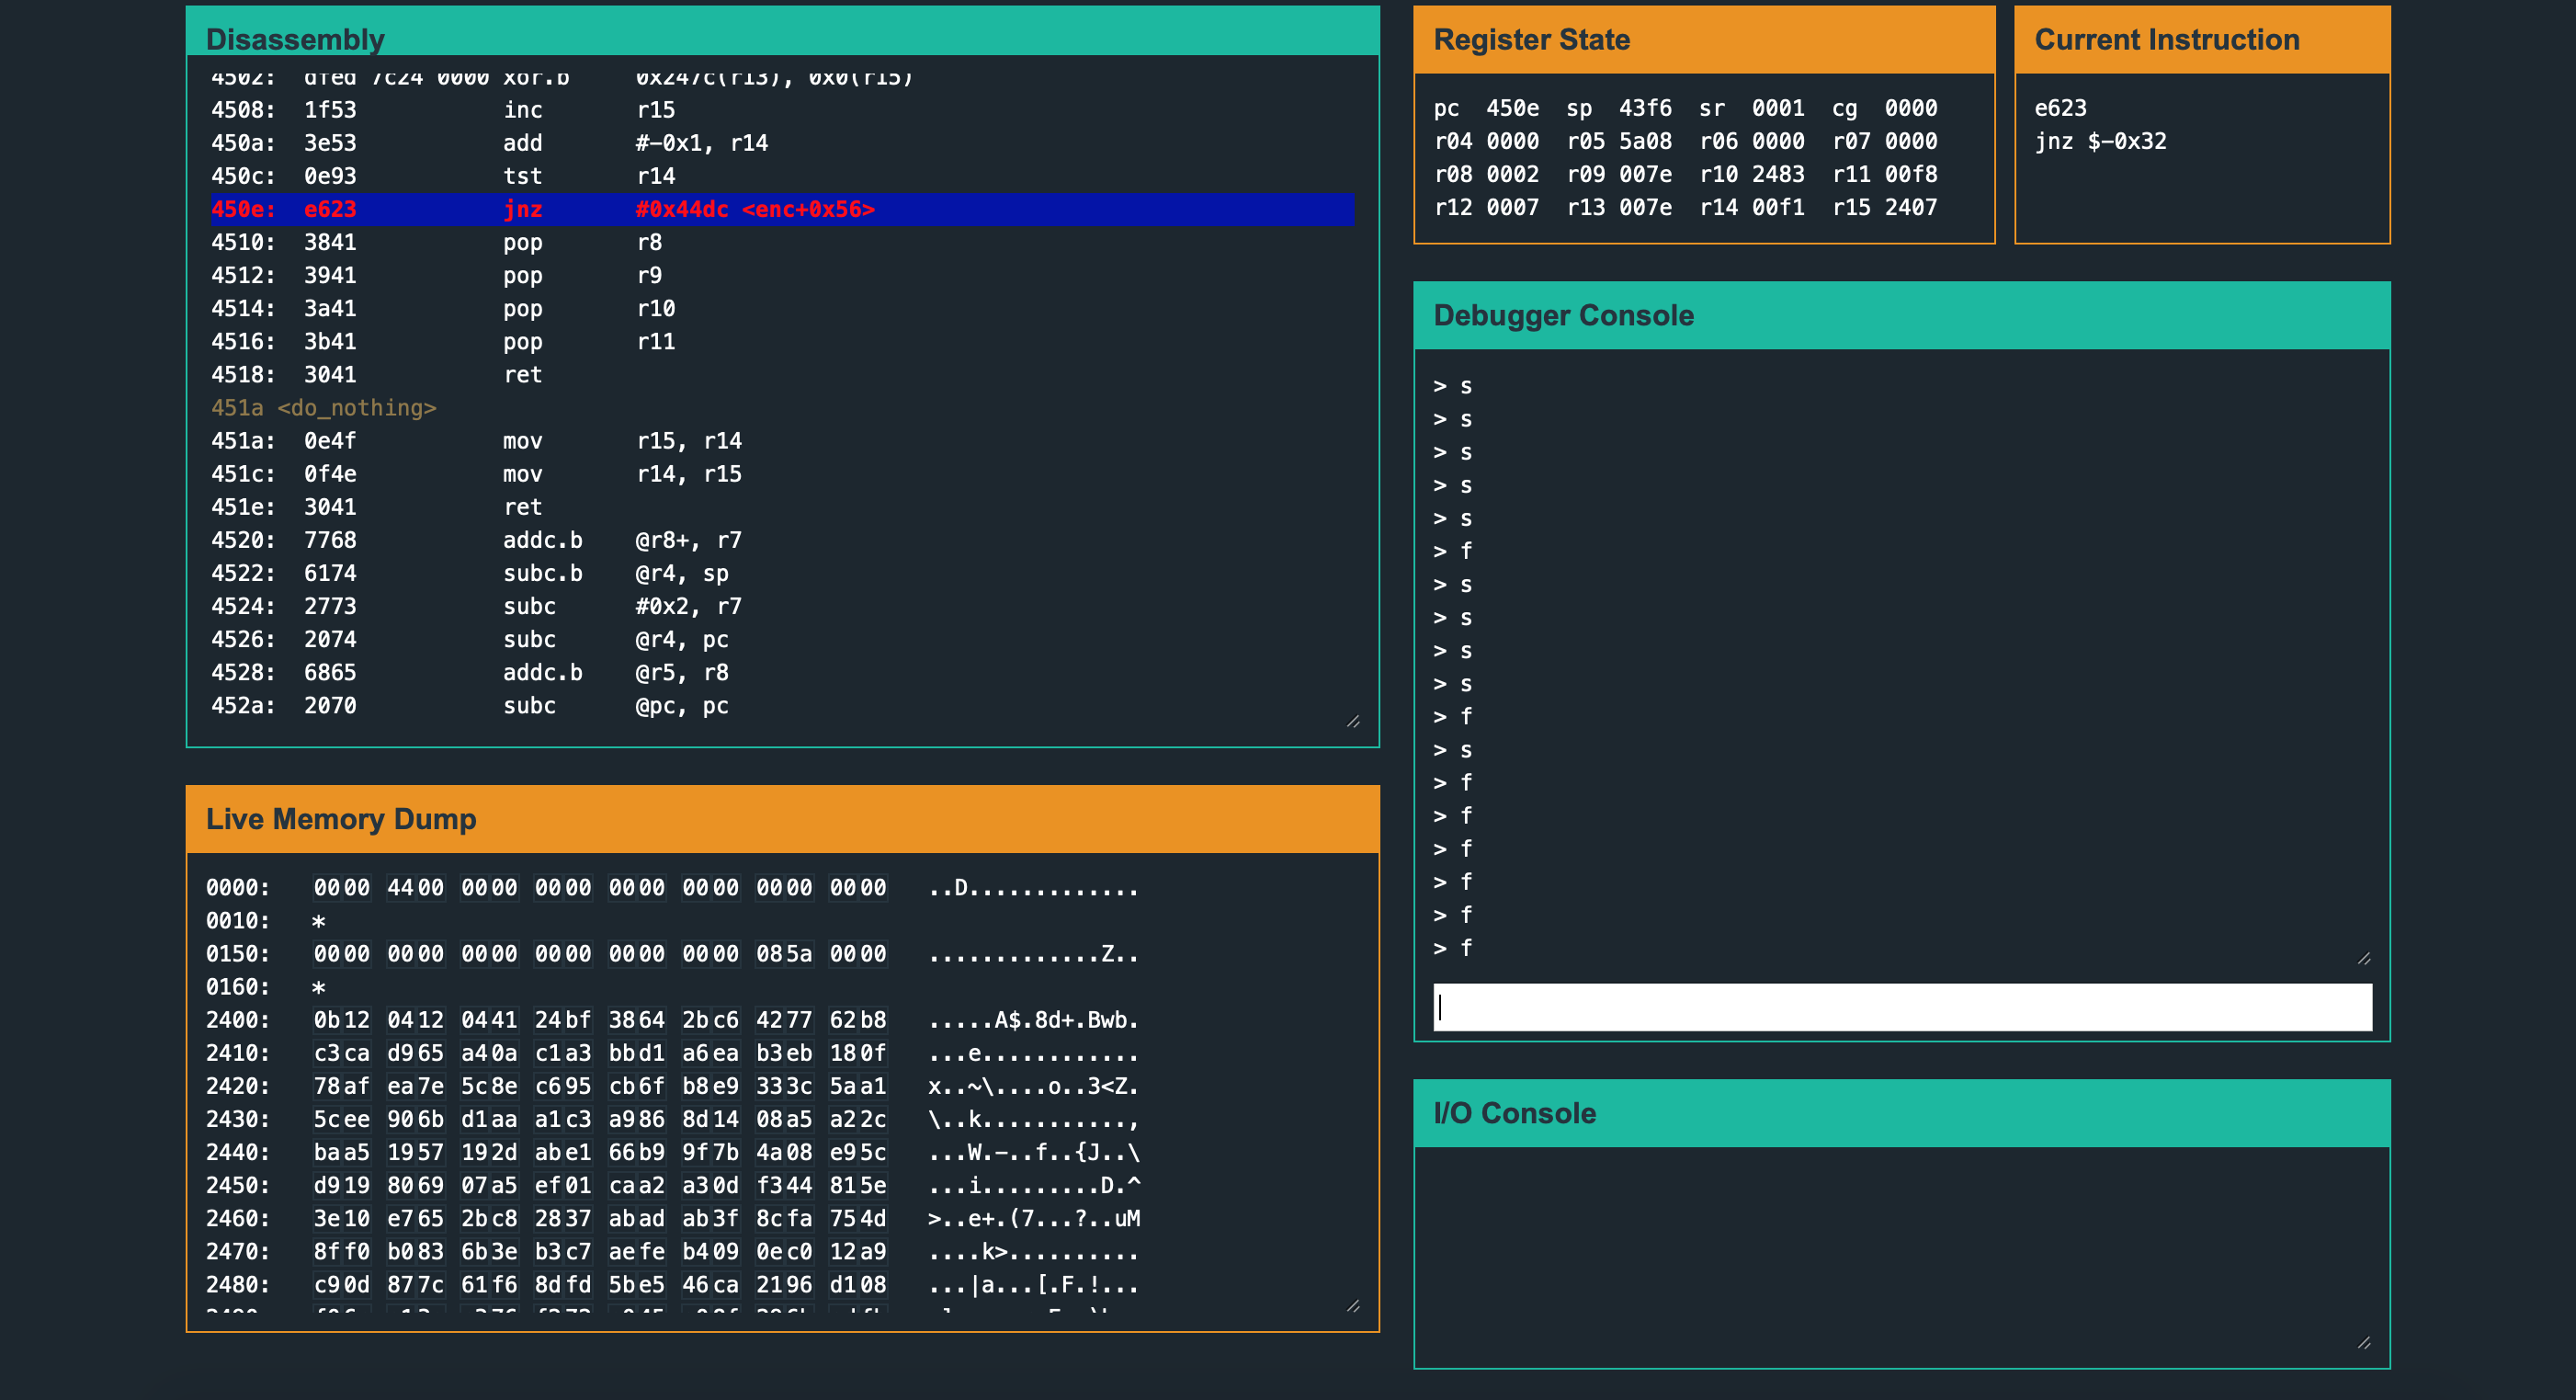 Disassembly
4502: dfed 7c24 0000 xor.b 0x247c(r13), 0x0(r15)
4508: 1f53 inc r15
450a: 3e53 add #-0x1, r14
450c: 0e93 tst r14
450e: e623 jnz #0x44dc <enc+0x56>
4510: 3841 pop r8
4512: 3941 pop r9
4514: 3a41 pop r10
4516: 3b41 pop r11
4518: 3041 ret
451a <do_nothing>
451a: 0e4f mov r15, r14
451c: 0f4e mov r14, r15
451e: 3041 ret
4520: 7768 addc.b @r8+, r7
4522: 6174 subc.b @r4, sp
4524: 2773 subc #0x2, r7
4526: 2074 subc @r4, pc
4528: 6865 addc.b @r5, r8
452a: 2070 subc @pc, pc
Live Memory Dump
0000: 0000 4400 0000 0000 0000 0000 0000 0000 ..D.............
0010: *
0150: 0000 0000 0000 0000 0000 0000 085a 0000 .............Z..
0160: *
2400: 0b12 0412 0441 24bf 3864 2bc6 4277 62b8 .....A$.8d+.Bwb.
2410: c3ca d965 a40a c1a3 bbd1 a6ea b3eb 180f ...e............
2420: 78af ea7e 5c8e c695 cb6f b8e9 333c 5aa1 x..~\....o..3<Z.
2430: 5cee 906b d1aa a1c3 a986 8d14 08a5 a22c \..k...........,
2440: baa5 1957 192d abe1 66b9 9f7b 4a08 e95c ...W.-..f..{J..\
2450: d919 8069 07a5 ef01 caa2 a30d f344 815e ...i.........D.^
2460: 3e10 e765 2bc8 2837 abad ab3f 8cfa 754d >..e+.(7...?..uM
2470: 8ff0 b083 6b3e b3c7 aefe b409 0ec0 12a9 ....k>..........
2480: c90d 877c 61f6 8dfd 5be5 46ca 2196 d108 ...|a...[.F.!...
Register State
pc 450e sp 43f6 sr 0001 cg 0000
r04 0000 r05 5a08 r06 0000 r07 0000
r08 0002 r09 007e r10 2483 r11 00f8
r12 0007 r13 007e r14 00f1 r15 2407
Current Instruction
e623
jnz $-0x32
Debugger Console
> s
> s
> s
> s
> s
> f
> s
> s
> s
> s
> f
> s
> f
> f
> f
> f
> f
> f
I/O Console